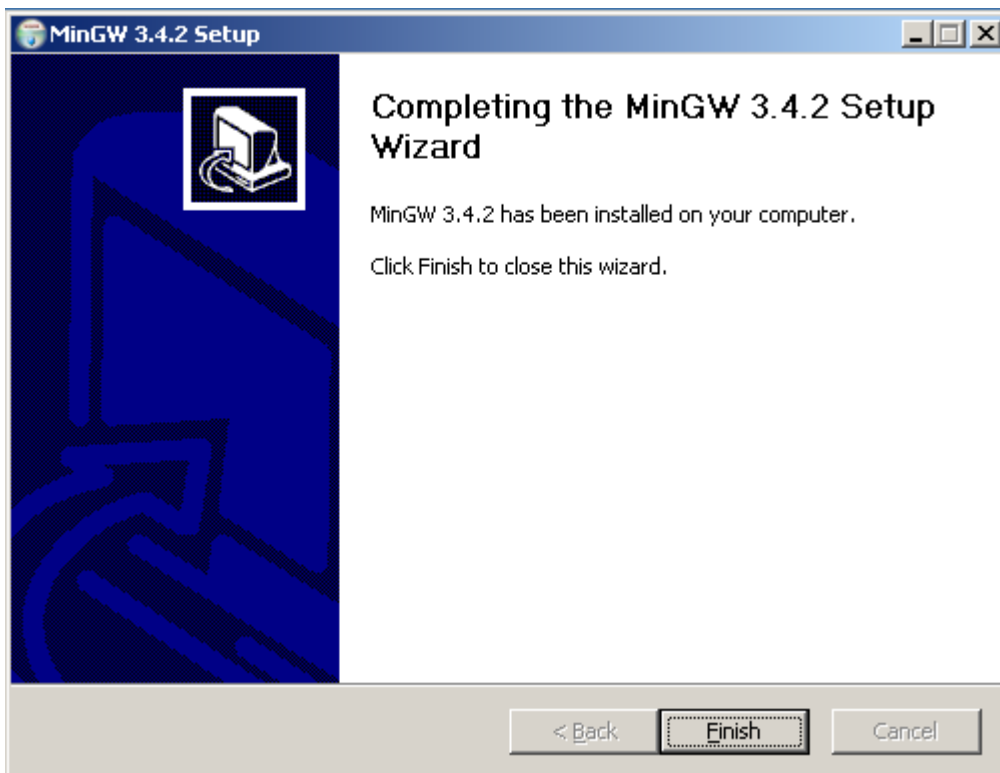 MinGW 3.4.2 Setup
Completing the MinGW 3.4.2 Setup
Wizard
MinGW 3.4.2 has been installed on your computer.
Click Finish to close this wizard.
< Back
Finish
Cancel